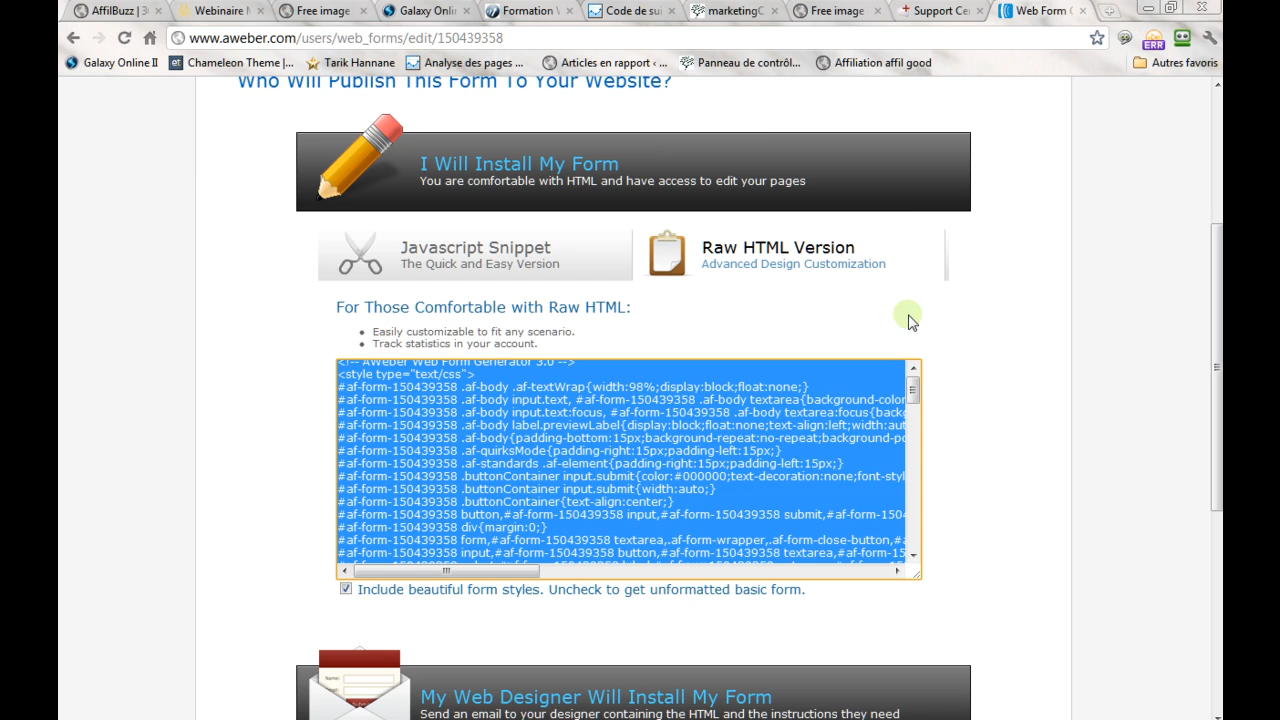 AffilBuzz | 30
Webinaire M
Free image
Galaxy Onli
Formation V
Code de sui
marketingC
Free image
Support Ce
Web Form G
www.aweber.com/users/web_forms/edit/150439358
ERR
Galaxy Online II
Chameleon Theme |...
Tarik Hannane
Analyse des pages ...
Articles en rapport ‹ ...
Panneau de contrôl...
Affiliation affil good
Autres favoris
Who Will Publish This Form To Your Website?
I Will Install My Form
You are comfortable with HTML and have access to edit your pages
Javascript Snippet
The Quick and Easy Version
Raw HTML Version
Advanced Design Customization
For Those Comfortable with Raw HTML:
• Easily customizable to fit any scenario.
• Track statistics in your account.
<!-- AWeber Web Form Generator 3.0 -->
<style type="text/css">
#af-form-150439358 .af-body .af-textWrap{width:98%;display:block;float:none;}
#af-form-150439358 .af-body input.text, #af-form-150439358 .af-body textarea{background-color
#af-form-150439358 .af-body input.text:focus, #af-form-150439358 .af-body textarea:focus{backg
#af-form-150439358 .af-body label.previewLabel{display:block;float:none;text-align:left;width:aut
#af-form-150439358 .af-body{padding-bottom:15px;background-repeat:no-repeat;background-po
#af-form-150439358 .af-quirksMode{padding-right:15px;padding-left:15px;}
#af-form-150439358 .af-standards .af-element{padding-right:15px;padding-left:15px;}
#af-form-150439358 .buttonContainer input.submit{color:#000000;text-decoration:none;font-styl
#af-form-150439358 .buttonContainer input.submit{width:auto;}
#af-form-150439358 .buttonContainer{text-align:center;}
#af-form-150439358 button,#af-form-150439358 input,#af-form-150439358 submit,#af-form-1504
#af-form-150439358 div{margin:0;}
#af-form-150439358 form,#af-form-150439358 textarea,.af-form-wrapper,.af-form-close-button,#a
#af-form-150439358 input,#af-form-150439358 button,#af-form-150439358 textarea,#af-form-15
Include beautiful form styles. Uncheck to get unformatted basic form.
Name:
My Web Designer Will Install My Form
Send an email to your designer containing the HTML and the instructions they need